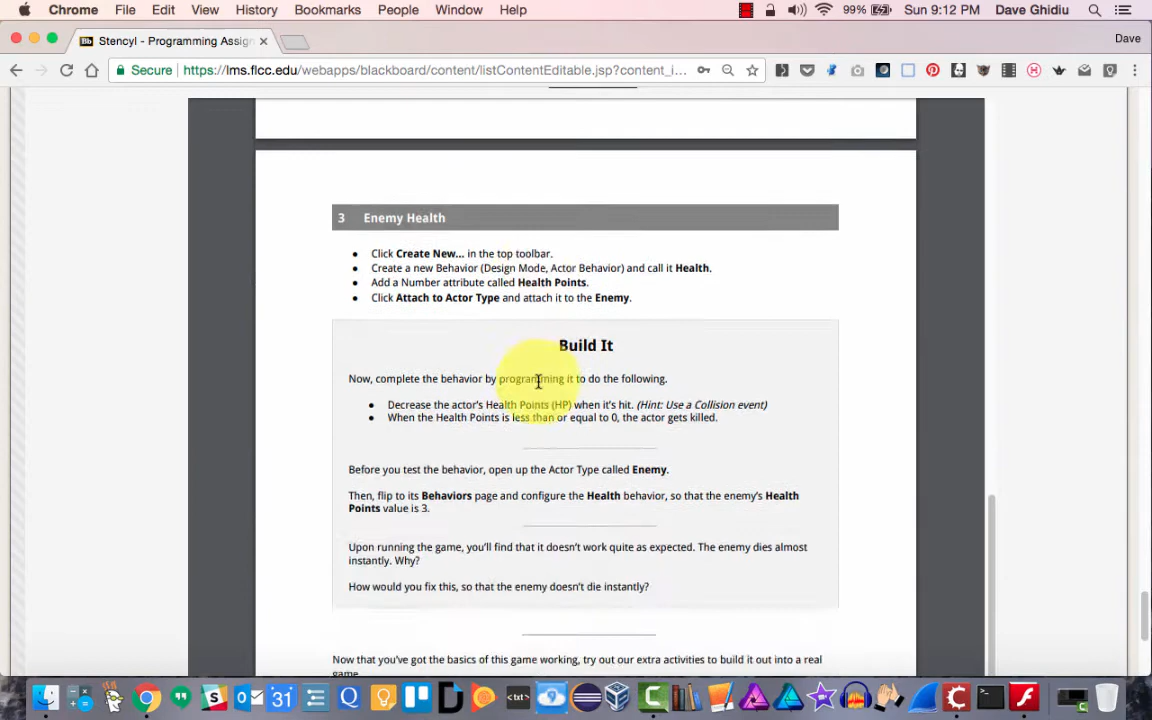 Chrome File Edit View History Bookmarks People Window Help 99% Sun 9:12 PM Dave Ghidiu
Bb Stencyl - Programming Assign Dave
Secure https://lms.flcc.edu/webapps/blackboard/content/listContentEditable.jsp?content_i...
3 Enemy Health
● Click Create New... in the top toolbar.
● Create a new Behavior (Design Mode, Actor Behavior) and call it Health.
● Add a Number attribute called Health Points.
● Click Attach to Actor Type and attach it to the Enemy.
Build It
Now, complete the behavior by programming it to do the following.
● Decrease the actor's Health Points (HP) when it's hit. (Hint: Use a Collision event)
● When the Health Points is less than or equal to 0, the actor gets killed.
Before you test the behavior, open up the Actor Type called Enemy.
Then, flip to its Behaviors page and configure the Health behavior, so that the enemy's Health
Points value is 3.
Upon running the game, you'll find that it doesn't work quite as expected. The enemy dies almost
instantly. Why?
How would you fix this, so that the enemy doesn't die instantly?
Now that you've got the basics of this game working, try out our extra activities to build it out into a real
game.
31 <txt>